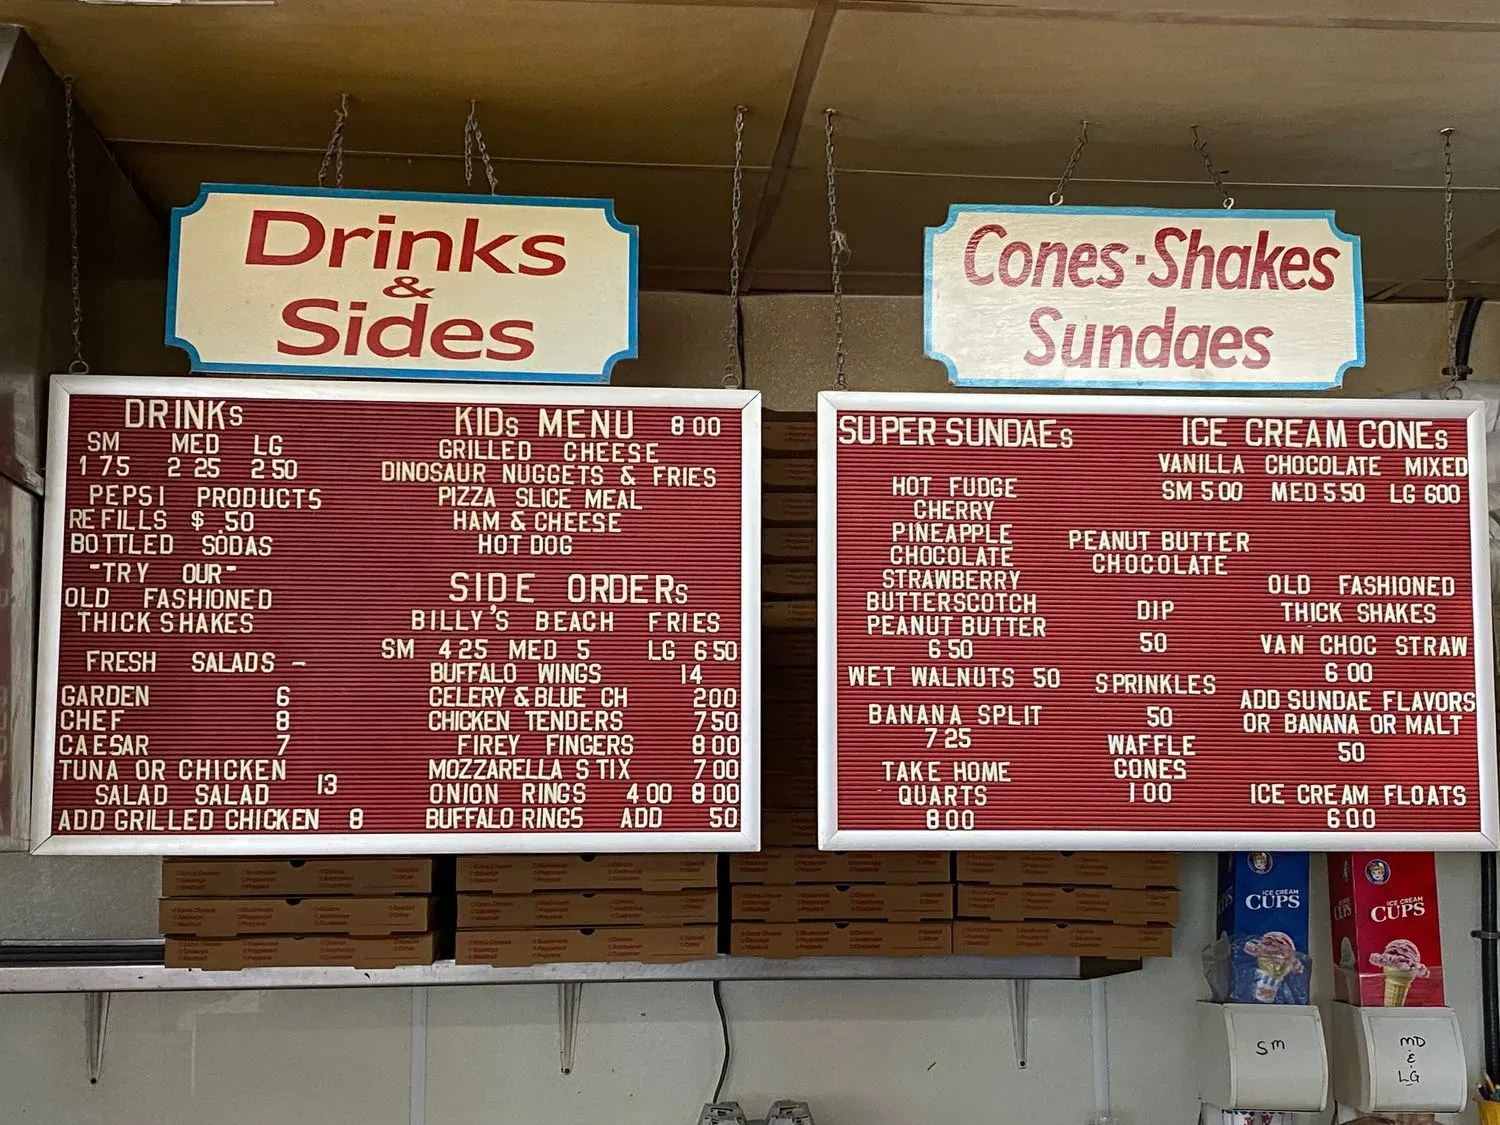 Drinks
&
Sides
DRINKs
SM MED LG
1 75 2 25 2 50
PEPSI PRODUCTS
REFILLS $ .50
BOTTLED SODAS
"TRY OUR"
OLD FASHIONED
THICK SHAKES
FRESH SALADS -
GARDEN 6
CHEF 8
CAESAR 7
TUNA OR CHICKEN
SALAD SALAD 13
ADD GRILLED CHICKEN 8
KIDs MENU 8 00
GRILLED CHEESE
DINOSAUR NUGGETS & FRIES
PIZZA SLICE MEAL
HAM & CHEESE
HOT DOG
SIDE ORDERs
BILLY'S BEACH FRIES
SM 4 25 MED 5 LG 6 50
BUFFALO WINGS 14
CELERY & BLUE CH 2 00
CHICKEN TENDERS 7 50
FIREY FINGERS 8 00
MOZZARELLA STIX 7 00
ONION RINGS 4 00 8 00
BUFFALO RINGS ADD 50
Cones · Shakes
Sundaes
SUPER SUNDAEs
HOT FUDGE
CHERRY
PINEAPPLE
CHOCOLATE
STRAWBERRY
BUTTERSCOTCH
PEANUT BUTTER
6 50
WET WALNUTS 50
BANANA SPLIT
7 25
TAKE HOME
QUARTS
8 00
PEANUT BUTTER
CHOCOLATE
DIP
50
SPRINKLES
50
WAFFLE
CONES
1 00
ICE CREAM CONEs
VANILLA CHOCOLATE MIXED
SM 5 00 MED 5 50 LG 6 00
OLD FASHIONED
THICK SHAKES
VAN CHOC STRAW
6 00
ADD SUNDAE FLAVORS
OR BANANA OR MALT
50
ICE CREAM FLOATS
6 00
ICE CREAM
CUPS
ICE CREAM
CUPS
Sm
MD
&
LG